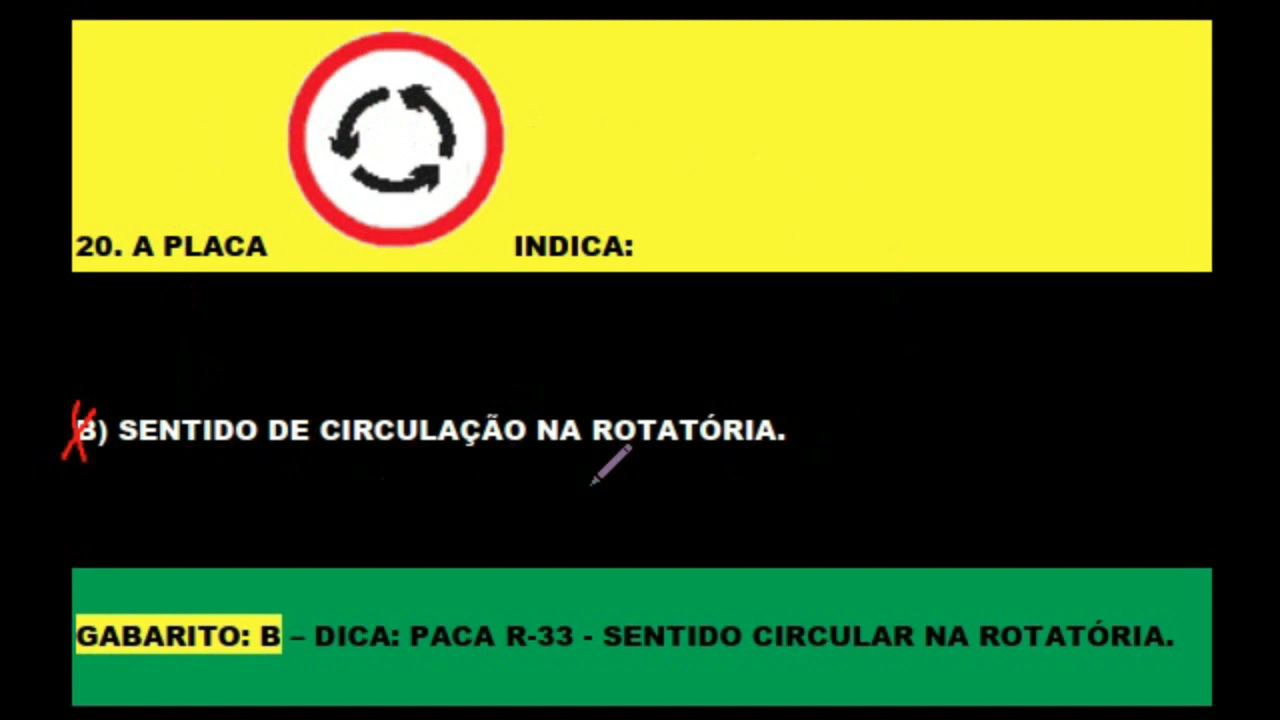 20. A PLACA INDICA:
B) SENTIDO DE CIRCULAÇÃO NA ROTATÓRIA.
GABARITO: B – DICA: PACA R-33 - SENTIDO CIRCULAR NA ROTATÓRIA.